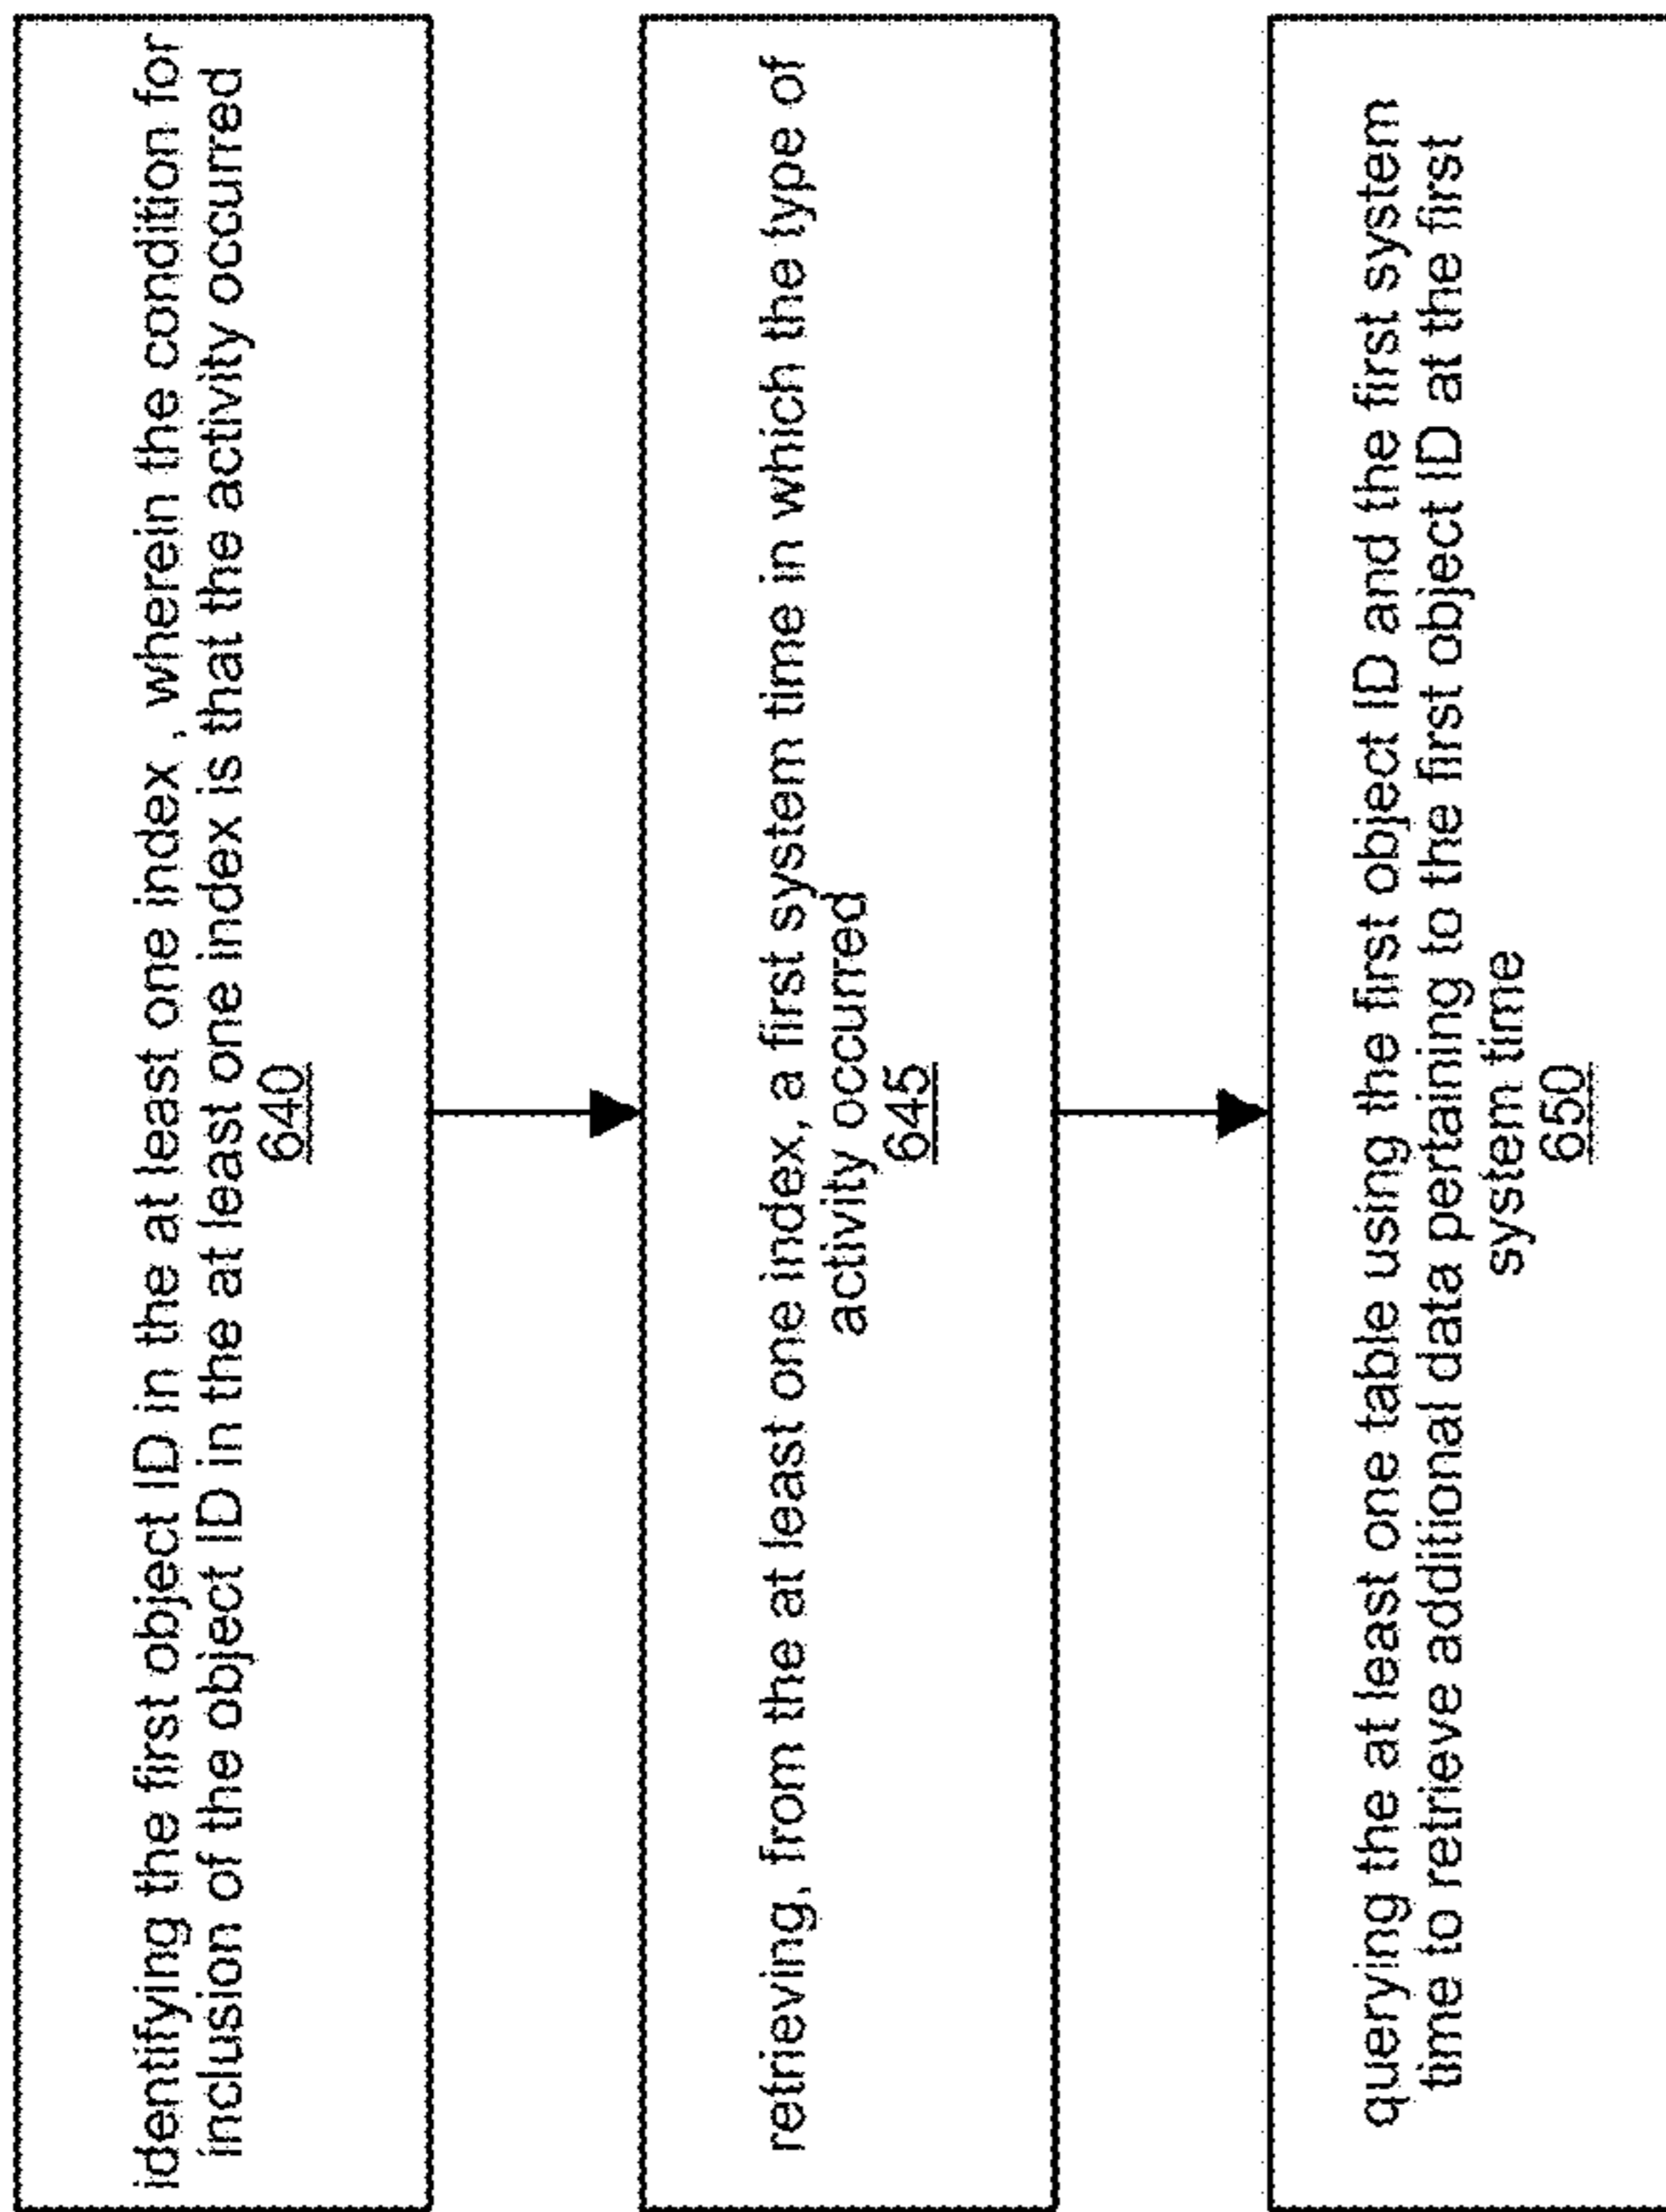 identifying the first object ID in the at least one index , wherein the condition for
inclusion of the object ID in the at least one index is that the activity occurred
640
retrieving, from the at least one index, a first system time in which the type of
activity occurred
645
querying the at least one table using the first object ID and the first system
time to retrieve additional data pertaining to the first object ID at the first
system time
650